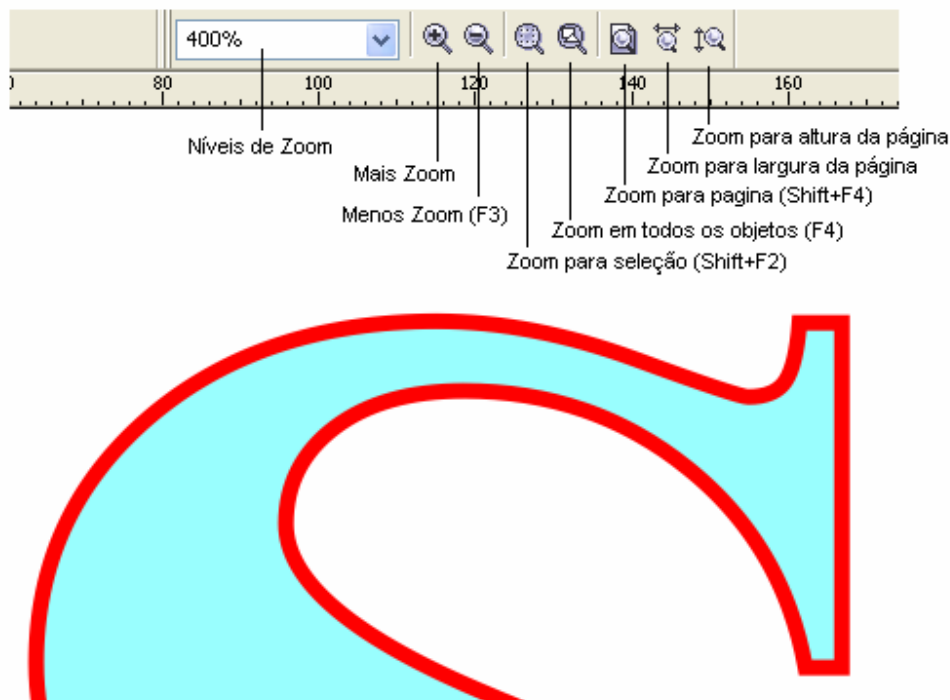 400%
80 100 120 140 160
Zoom para altura da página
Níveis de Zoom
Zoom para largura da página
Mais Zoom
Zoom para pagina (Shift+F4)
Menos Zoom (F3)
Zoom em todos os objetos (F4)
Zoom para seleção (Shift+F2)
S